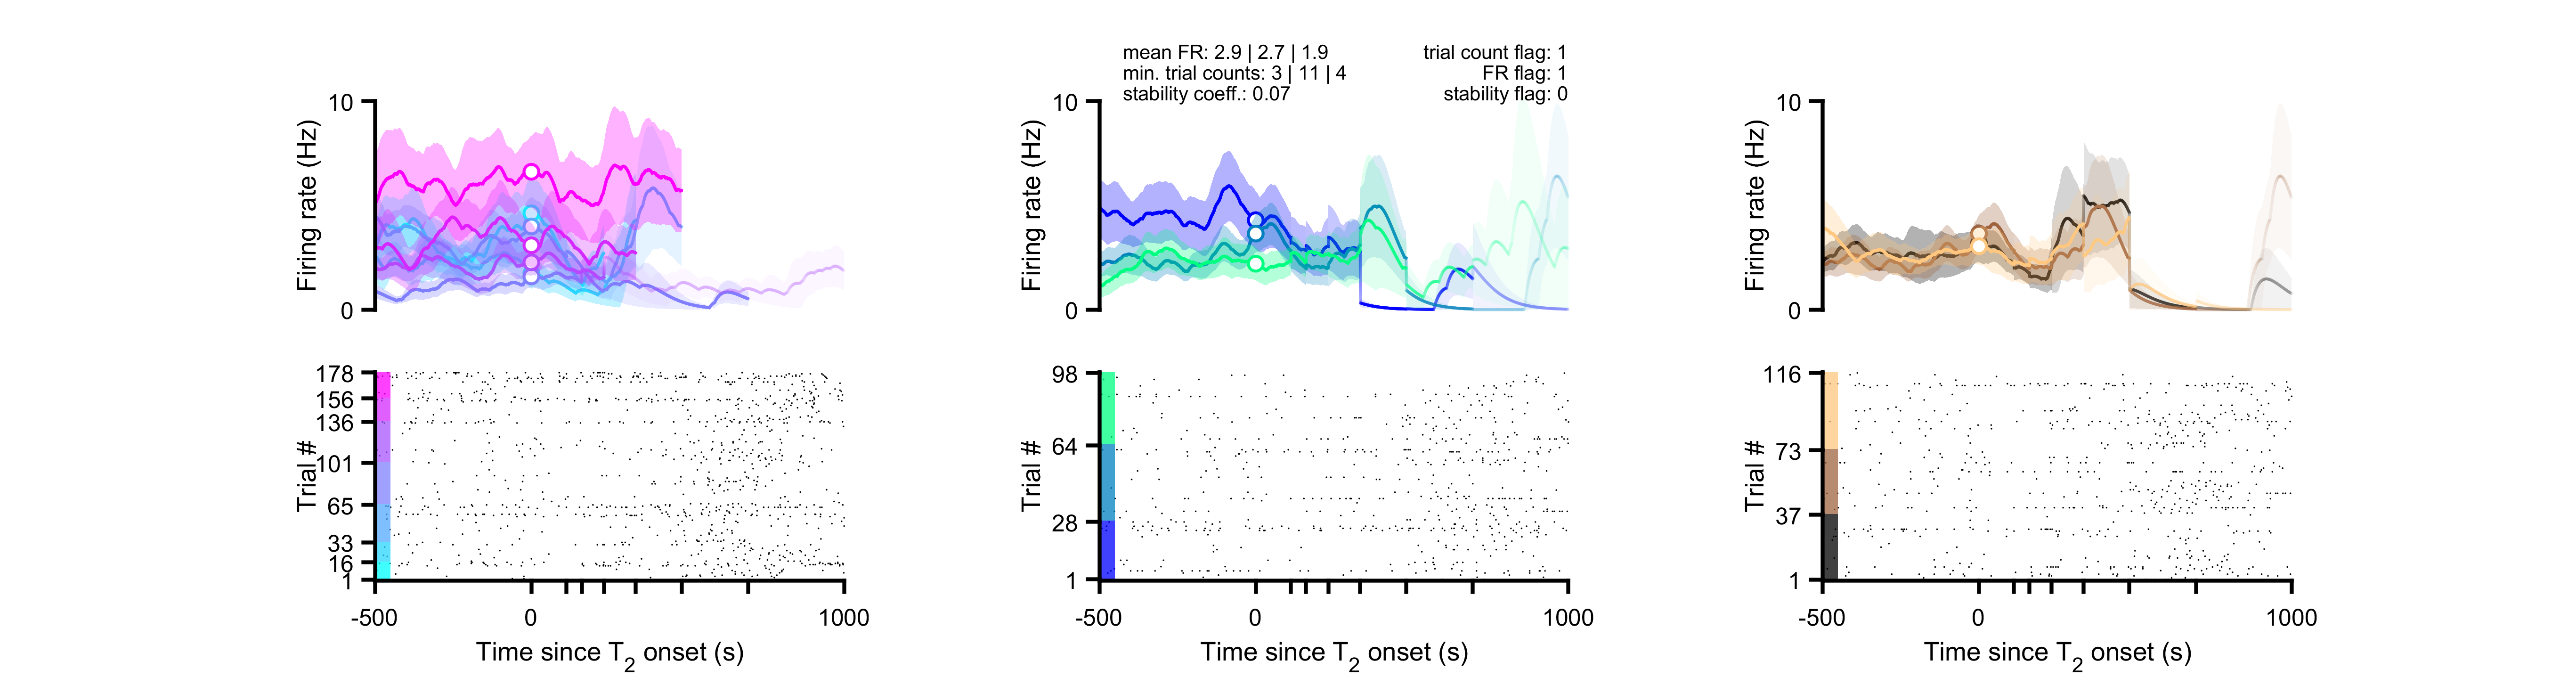 mean FR: 2.9 | 2.7 | 1.9
min. trial counts: 3 | 11 | 4
stability coeff.: 0.07
trial count flag: 1
FR flag: 1
stability flag: 0
10
Firing rate (Hz)
0
10
Firing rate (Hz)
0
10
Firing rate (Hz)
0
178
156
136
101
65
33
16
1
Trial #
-500
0
1000
Time since T2 onset (s)
98
64
28
1
Trial #
-500
0
1000
Time since T2 onset (s)
116
73
37
1
Trial #
-500
0
1000
Time since T2 onset (s)